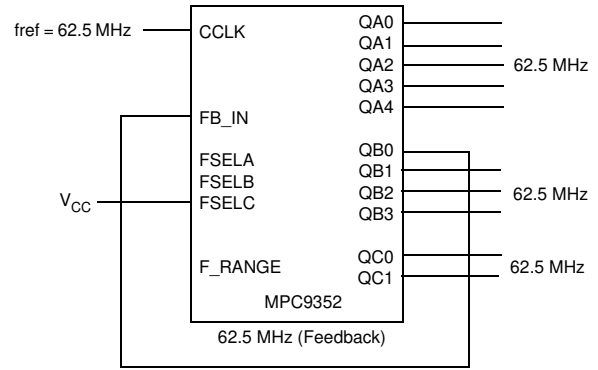 fref = 62.5 MHz
CCLK
QA0
QA1
QA2
QA3
QA4
62.5 MHz
FB_IN
QB0
QB1
QB2
QB3
62.5 MHz
FSELA
FSELB
FSELC
VCC
F_RANGE
QC0
QC1
62.5 MHz
MPC9352
62.5 MHz (Feedback)